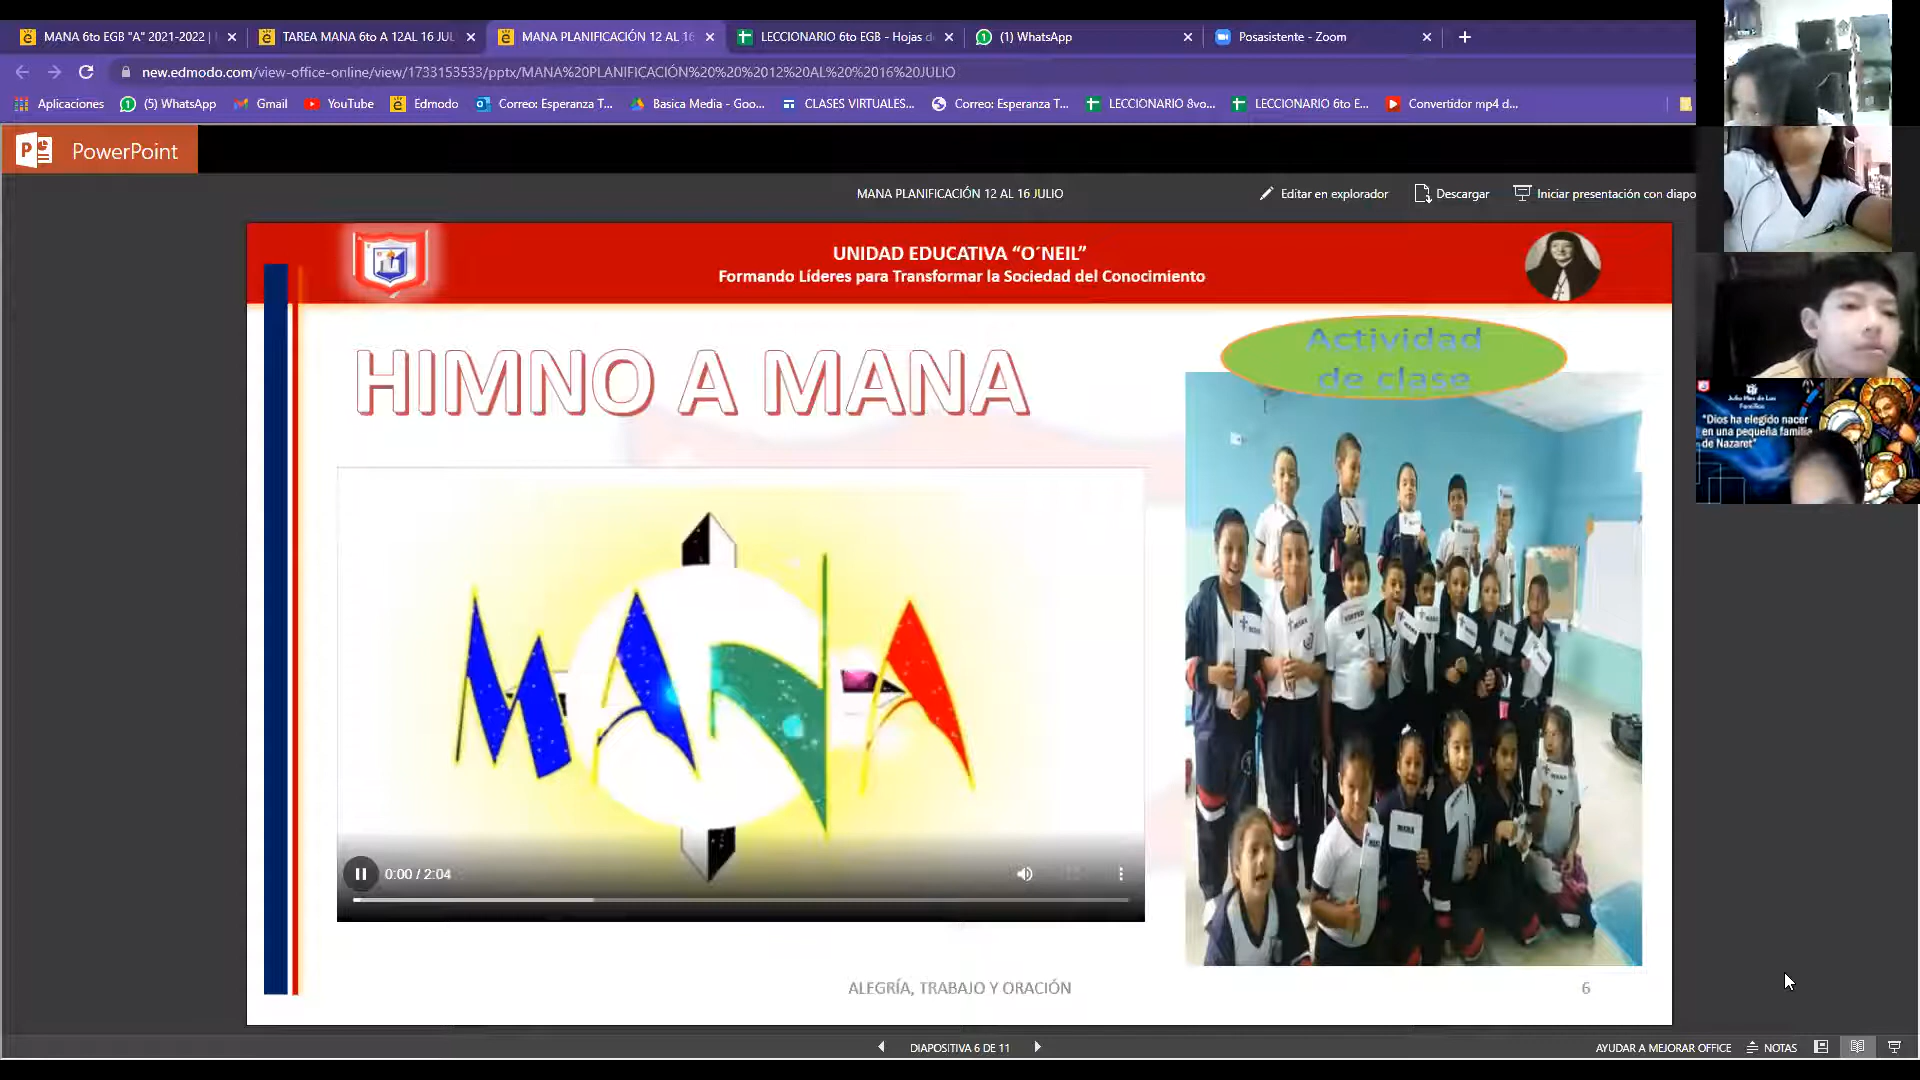 MANA 6to EGB "A" 2021-2022 |
TAREA MANA 6to A 12AL 16 JUL
MANA PLANIFICACIÓN 12 AL 16
LECCIONARIO 6to EGB - Hojas d
(1) WhatsApp
Posasistente - Zoom
new.edmodo.com/view-office-online/view/1733153533/pptx/MANA%20PLANIFICACIÓN%20%20%2012%20AL%20%2016%20JULIO
Aplicaciones
(5) WhatsApp
Gmail
YouTube
Edmodo
Correo: Esperanza T...
Basica Media - Goo...
CLASES VIRTUALES...
Correo: Esperanza T...
LECCIONARIO 8vo...
LECCIONARIO 6to E...
Convertidor mp4 d...
PowerPoint
MANA PLANIFICACIÓN 12 AL 16 JULIO
Editar en explorador
Descargar
Iniciar presentación con diapo
UNIDAD EDUCATIVA “O´NEIL”
Formando Líderes para Transformar la Sociedad del Conocimiento
HIMNO A MANA
Actividad
de clase
MANA
0:00 / 2:04
Julio Mes de Las
Familias
"Dios ha elegido nacer
en una pequeña familia
de Nazaret"
ALEGRÍA, TRABAJO Y ORACIÓN
6
DIAPOSITIVA 6 DE 11
AYUDAR A MEJORAR OFFICE
NOTAS